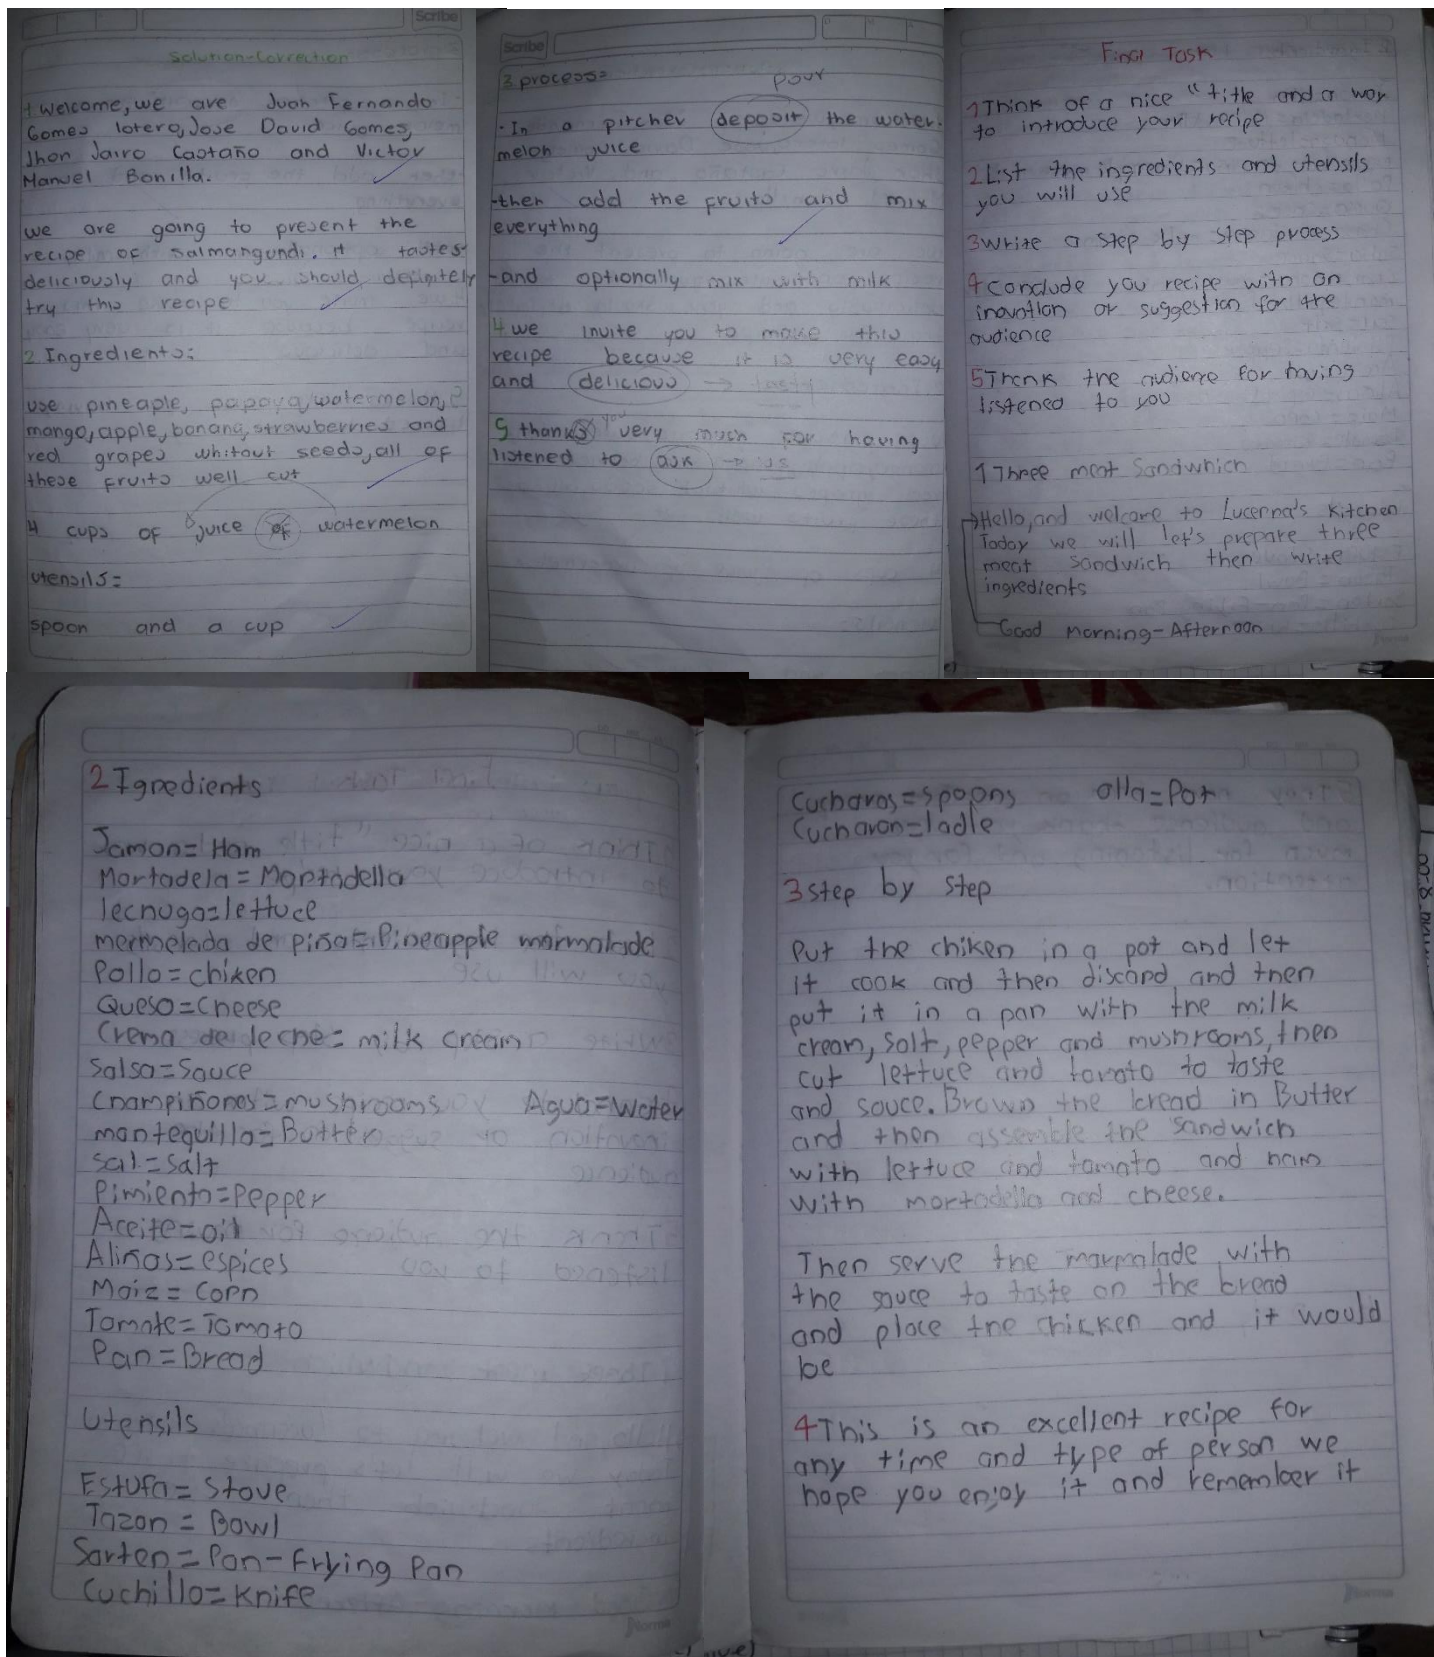 Scribe
Solution-Correction
1 Welcome, we are Juan Fernando
Gomes lotero, Jose David Gomes,
Jhon Jairo Castaño and Victor
Manuel Bonilla.
we are going to present the
recipe of salmangundi. it tastes
deliciously and you should definitely
try this recipe
2 Ingredients:
use pineaple, papaya, watermelon,
mango, apple, banana, strawberries and
red grapes whitout seeds, all of
these fruits well cut
4 cups of juice of watermelon
utensils=
spoon and a cup
Scribe
3 process=
pour
· In a pitcher deposit the water.
melon juice
-then add the fruits and mix
everything
-and optionally mix with milk
4 we invite you to make this
recipe because it is very easy
and delicious → tasty
5 thanks you very much for having
listened to ask → us
Final Task
1 Think of a nice "title and a way
to introduce your recipe
2 List the ingredients and utensils
you will use
3 write a step by step process
4 Conclude you recipe with an
inovation or suggestion for the
audience
5 Thank the audience for having
listened to you
1 Three meat Sandwhich
Hello, and welcome to Lucerna's Kitchen
Today we will let's prepare three
meat sandwich then write
ingredients
Good Morning-Afternoon
Norma
2 Igredients
Jamon= Ham
Mortadela = Mortadella
lechuga=lettuce
mermelada de piña= Pineapple marmalade
Pollo = chiken
Queso = Cheese
Crema de leche = milk cream
Salsa=Sauce
Champiñones=mushrooms Agua=Water
mantequilla=Butter
sal=salt
Pimienta=Pepper
Aceite=oil
Aliños=espices
Maiz = Corn
Tomate=Tomato
Pan=Bread
Utensils
Estufa= Stove
Tazon = Bowl
Sarten=Pan-Frying Pan
Cuchillo=Knife
Norma
Cucharas=spoons olla=Pot
Cucharon=ladle
3 step by step
Put the chiken in a pot and let
it cook and then discard and then
put it in a pan with the milk
cream, salt, pepper and mushrooms, then
cut lettuce and tomato to taste
and souce. Brown the bread in Butter
and then assemble the sandwich
with lettuce and tomato and ham
with mortadella and cheese.
Then serve the marmalade with
the sauce to taste on the bread
and place the chicken and it would
be
4 This is an excellent recipe for
any time and type of person we
hope you enjoy it and remember it
Norma